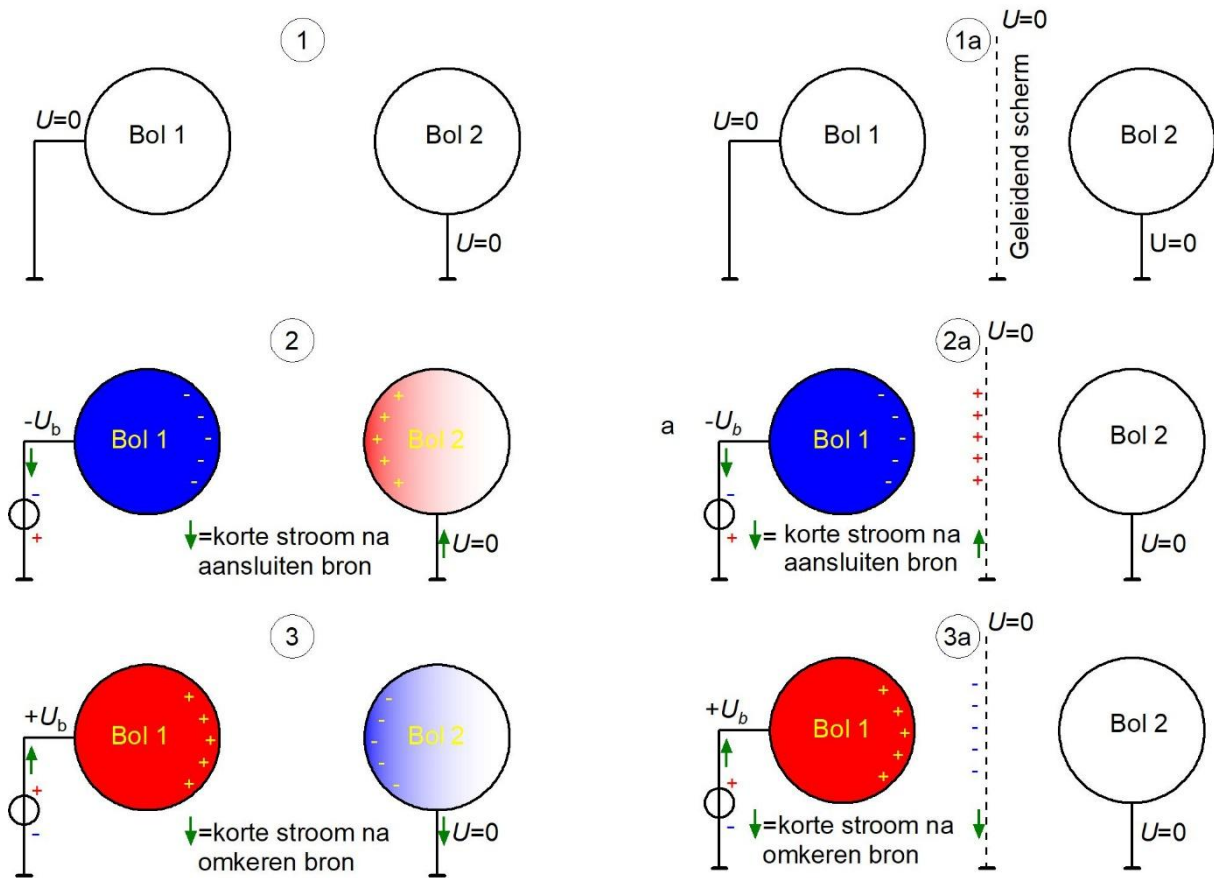 1
U=0
Bol 1
Bol 2
U=0
1a
U=0
U=0
Bol 1
Geleidend scherm
Bol 2
U=0
2
-Ub
Bol 1
- - - - -
+ + + + +
Bol 2
-
+
=korte stroom na
aansluiten bron
U=0
2a
U=0
a
-Ub
Bol 1
- - - - -
+ + + + +
Bol 2
-
+
= korte stroom na
aansluiten bron
U=0
3
+Ub
Bol 1
+ + + + +
- - - - -
Bol 2
+
-
=korte stroom na
omkeren bron
U=0
3a
U=0
+Ub
Bol 1
+ + + + +
- - - - -
Bol 2
+
-
=korte stroom na
omkeren bron
U=0